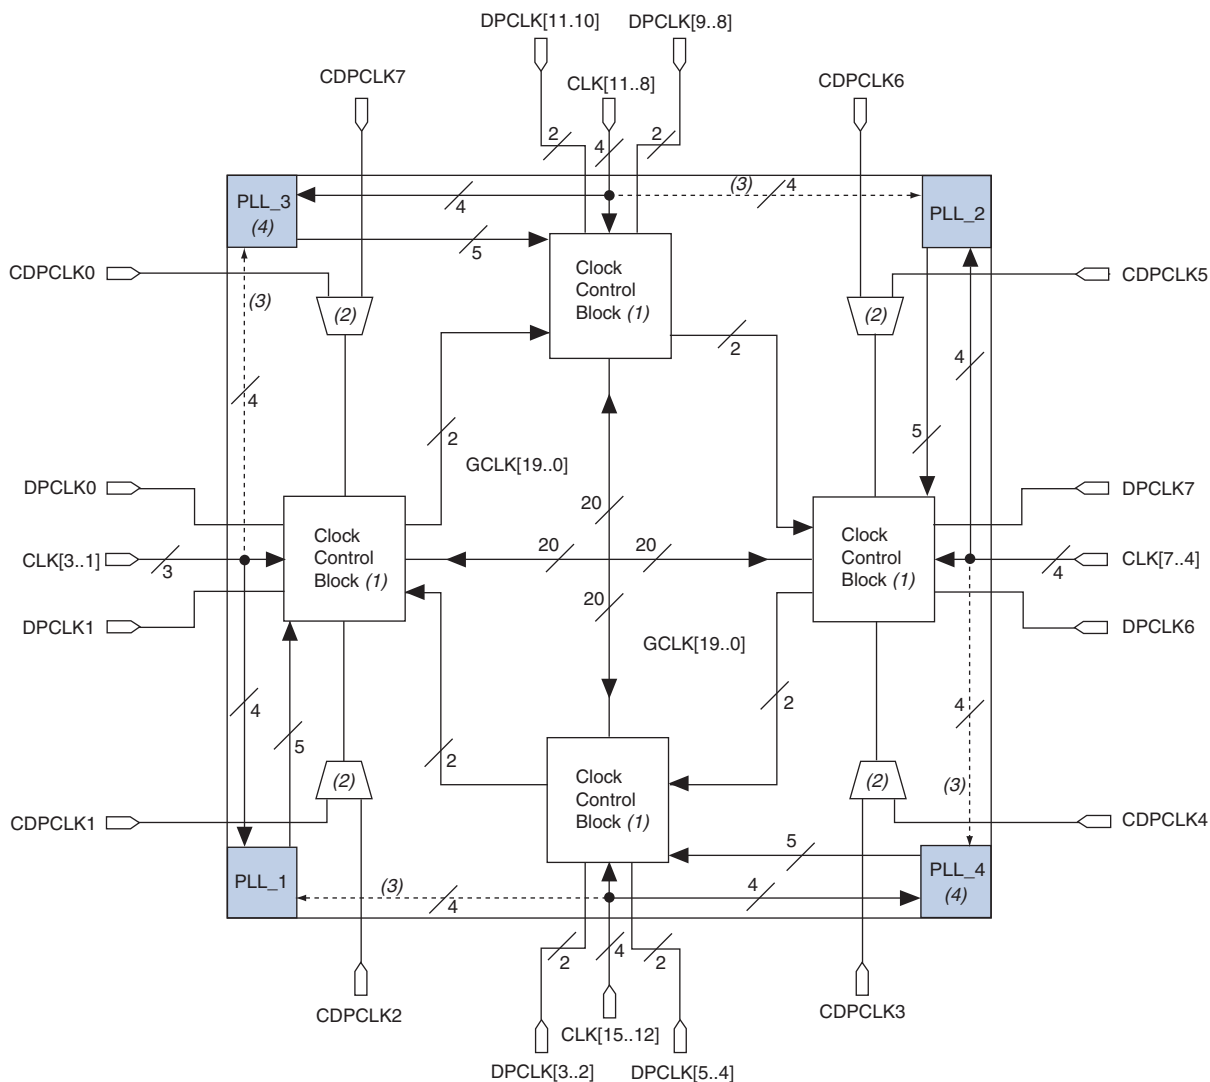 DPCLK[11.10] DPCLK[9..8]
CDPCLK7 CLK[11..8] CDPCLK6
2 4 2
PLL_3
(4)
4
(3) 4
PLL_2
5
CDPCLK0
CDPCLK5
(3)
(2)
Clock
Control
Block (1)
(2)
2
4
4
2
5
GCLK[19..0]
DPCLK0
DPCLK7
20
CLK[3..1]
3
Clock
Control
Block (1)
20 20
Clock
Control
Block (1)
4
CLK[7..4]
20
DPCLK1
DPCLK6
GCLK[19..0]
4
5
2
2
4
(2)
Clock
Control
Block (1)
(2)
(3)
CDPCLK1
CDPCLK4
5
PLL_1
(3)
4
4
PLL_4
(4)
2 4 2
CDPCLK2 CDPCLK3
CLK[15..12]
DPCLK[3..2] DPCLK[5..4]